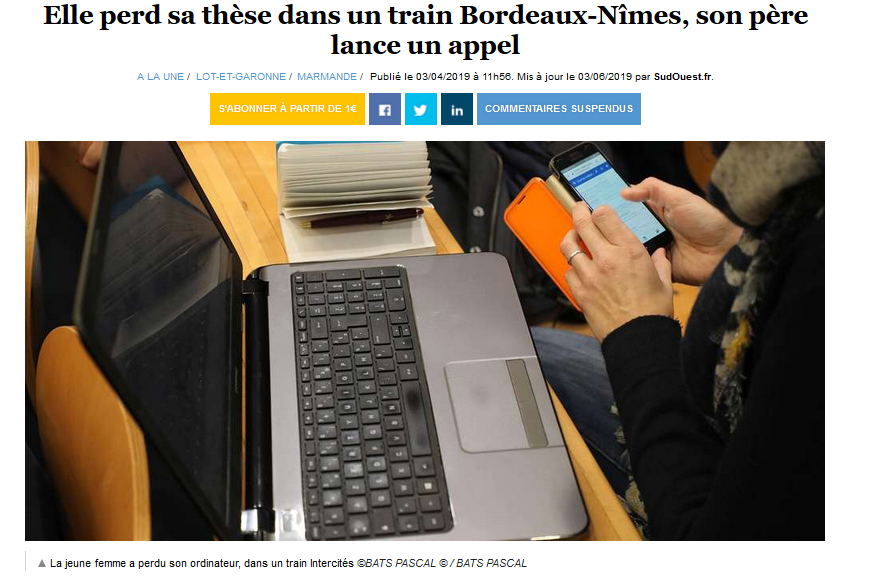 Elle perd sa thèse dans un train Bordeaux-Nîmes, son père
lance un appel
A LA UNE / LOT-ET-GARONNE / MARMANDE / Publié le 03/04/2019 à 11h56. Mis à jour le 03/06/2019 par SudOuest.fr.
S'ABONNER À PARTIR DE 1€ in COMMENTAIRES SUSPENDUS
▲ La jeune femme a perdu son ordinateur, dans un train Intercités ©BATS PASCAL © / BATS PASCAL